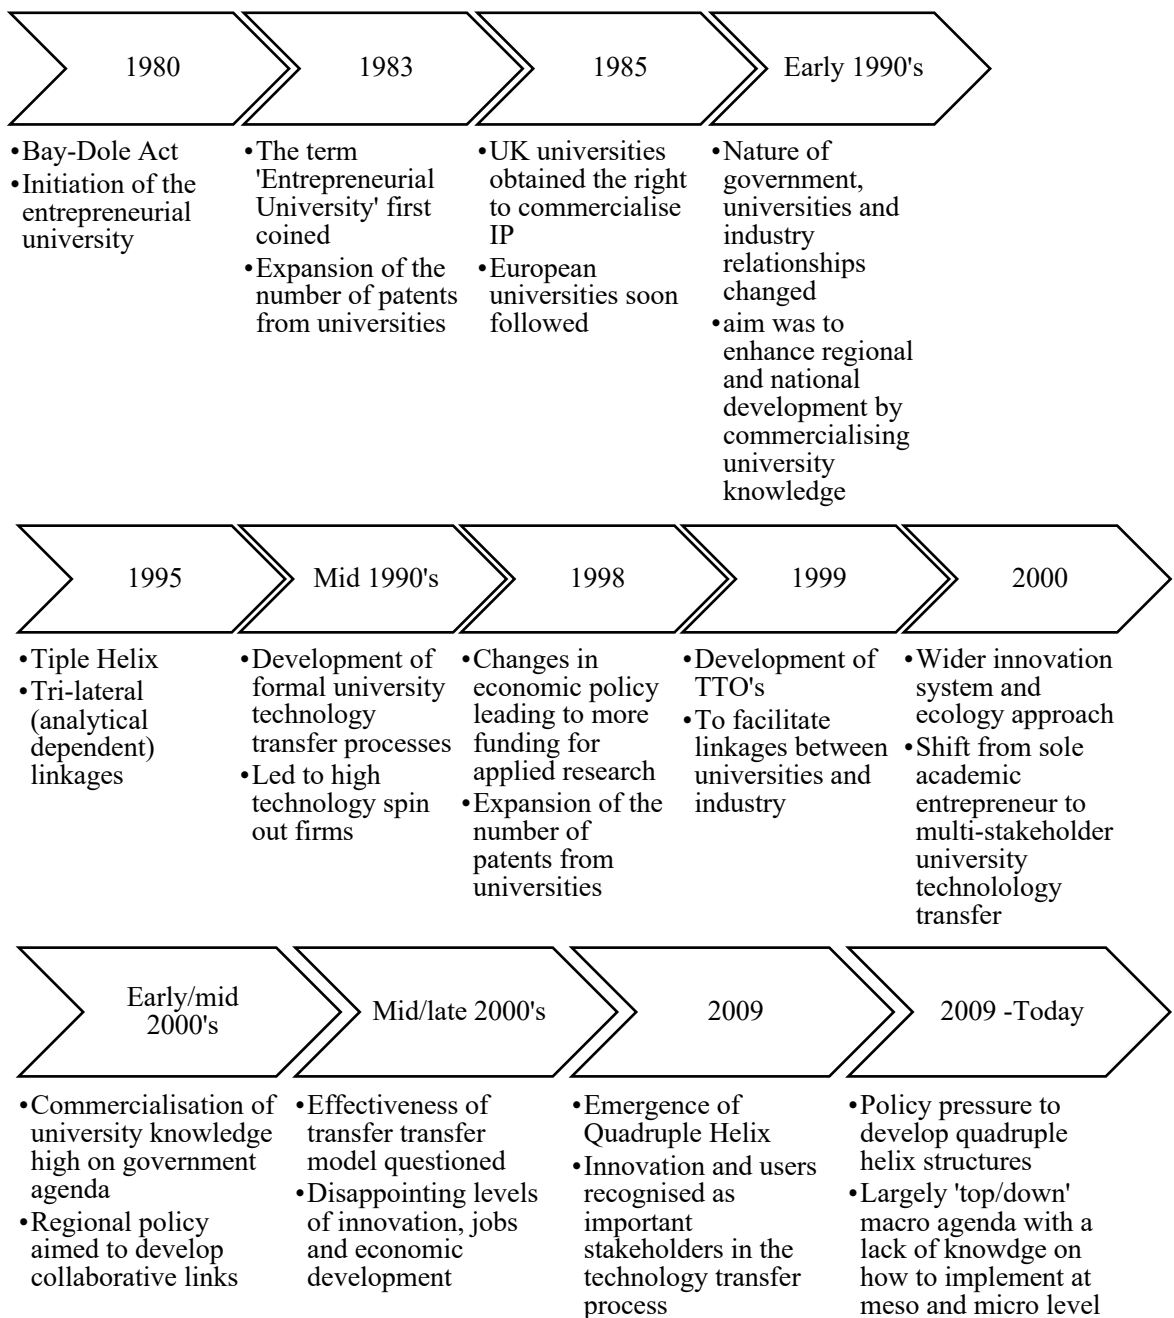 1980
•Bay-Dole Act
•Initiation of the
entrepreneurial
university
1983
•The term
'Entrepreneurial
University' first
coined
•Expansion of the
number of patents
from universities
1985
•UK universities
obtained the right
to commercialise
IP
•European
universities soon
followed
Early 1990's
•Nature of
government,
universities and
industry
relationships
changed
•aim was to
enhance regional
and national
development by
commercialising
university
knowledge
1995
•Tiple Helix
•Tri-lateral
(analytical
dependent)
linkages
Mid 1990's
•Development of
formal university
technology
transfer processes
•Led to high
technology spin
out firms
1998
•Changes in
economic policy
leading to more
funding for
applied research
•Expansion of the
number of
patents from
universities
1999
•Development of
TTO's
•To facilitate
linkages between
universities and
industry
2000
•Wider innovation
system and
ecology approach
•Shift from sole
academic
entrepreneur to
multi-stakeholder
university
technolology
transfer
Early/mid
2000's
•Commercialisation of
university knowledge
high on government
agenda
•Regional policy
aimed to develop
collaborative links
Mid/late 2000's
•Effectiveness of
transfer transfer
model questioned
•Disappointing levels
of innovation, jobs
and economic
development
2009
•Emergence of
Quadruple Helix
•Innovation and users
recognised as
important
stakeholders in the
technology transfer
process
2009 -Today
•Policy pressure to
develop quadruple
helix structures
•Largely 'top/down'
macro agenda with a
lack of knowdge on
how to implement at
meso and micro level